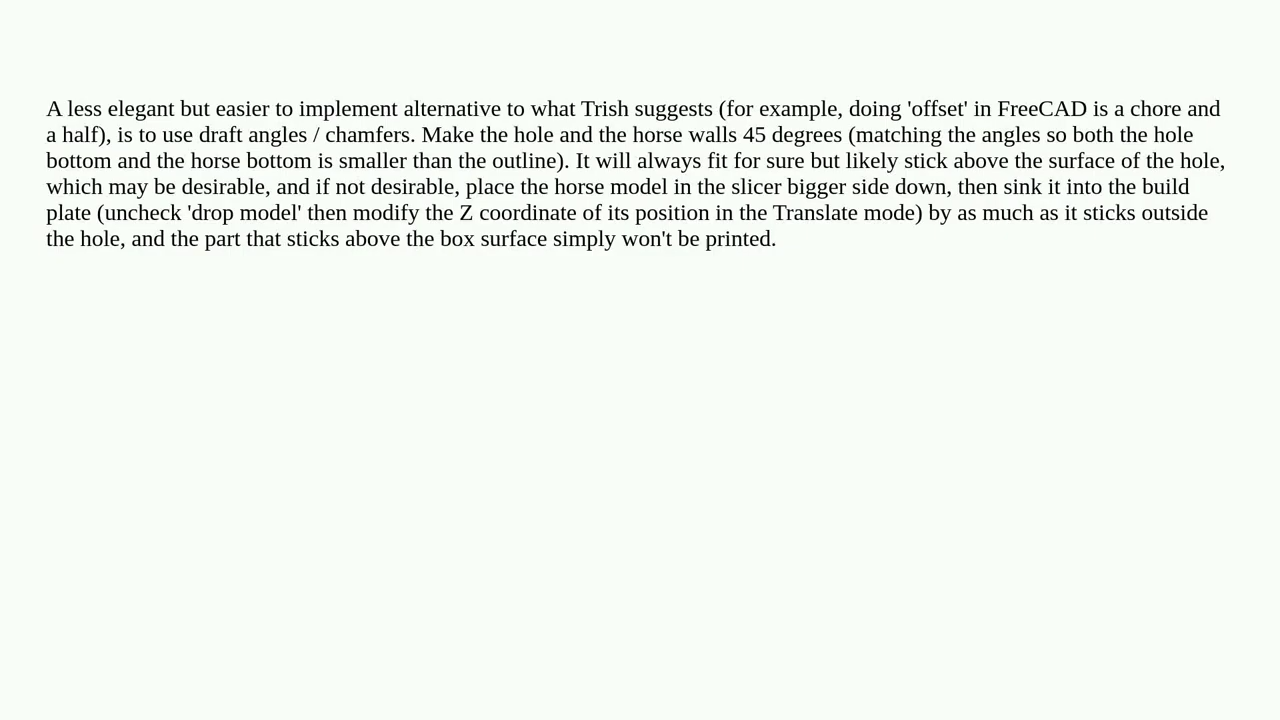 A less elegant but easier to implement alternative to what Trish suggests (for example, doing 'offset' in FreeCAD is a chore and
a half), is to use draft angles / chamfers. Make the hole and the horse walls 45 degrees (matching the angles so both the hole
bottom and the horse bottom is smaller than the outline). It will always fit for sure but likely stick above the surface of the hole,
which may be desirable, and if not desirable, place the horse model in the slicer bigger side down, then sink it into the build
plate (uncheck 'drop model' then modify the Z coordinate of its position in the Translate mode) by as much as it sticks outside
the hole, and the part that sticks above the box surface simply won't be printed.